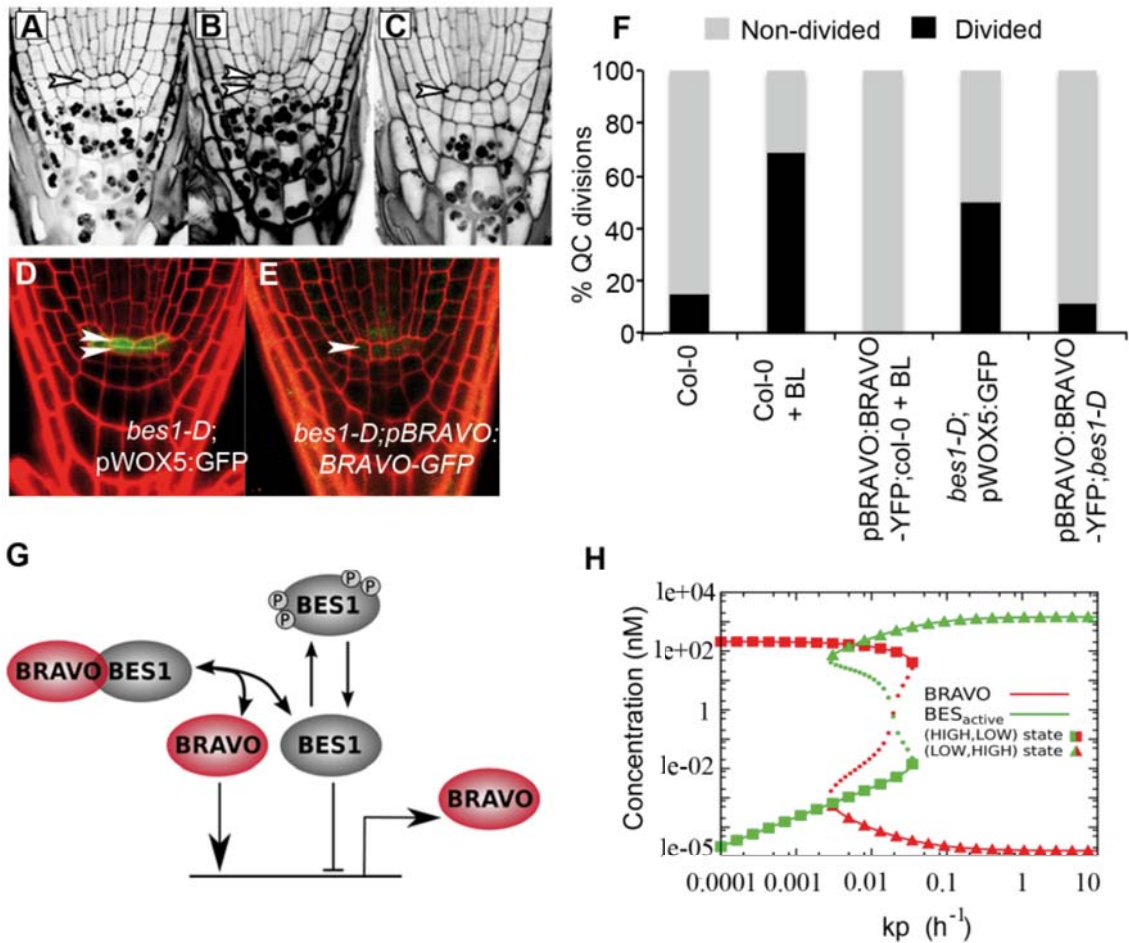 A
B
C
D
bes1-D;
pWOX5:GFP
E
bes1-D;pBRAVO:
BRAVO-GFP
F
Non-divided
Divided
% QC divisions
100
80
60
40
20
0
Col-0
Col-0
+ BL
pBRAVO:BRAVO
-YFP;col-0 + BL
bes1-D;
pWOX5:GFP
pBRAVO:BRAVO
-YFP;bes1-D
G
P
P
P
P
BES1
BRAVO
BES1
BRAVO
BES1
BRAVO
H
Concentration (nM)
1e+04
1e+02
1
1e-02
1e-05
BRAVO
BESactive
(HIGH,LOW) state
(LOW,HIGH) state
0.0001
0.001
0.01
0.1
1
10
kp (h⁻¹)